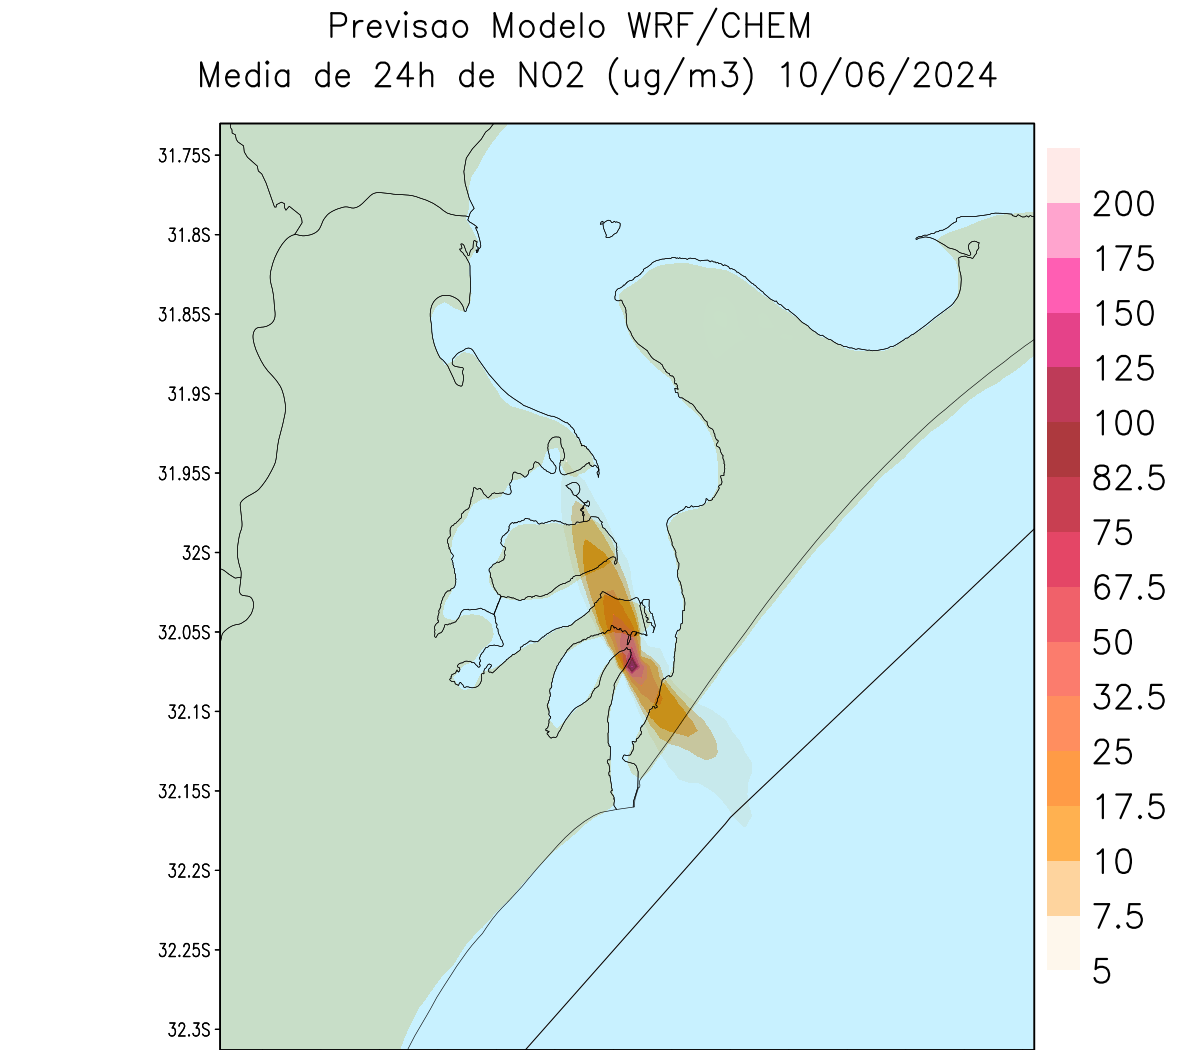 Previsao Modelo WRF/CHEM
Media de 24h de NO2 (ug/m3) 10/06/2024
31.75S
31.8S
31.85S
31.9S
31.95S
32S
32.05S
32.1S
32.15S
32.2S
32.25S
32.3S
200
175
150
125
100
82.5
75
67.5
50
32.5
25
17.5
10
7.5
5